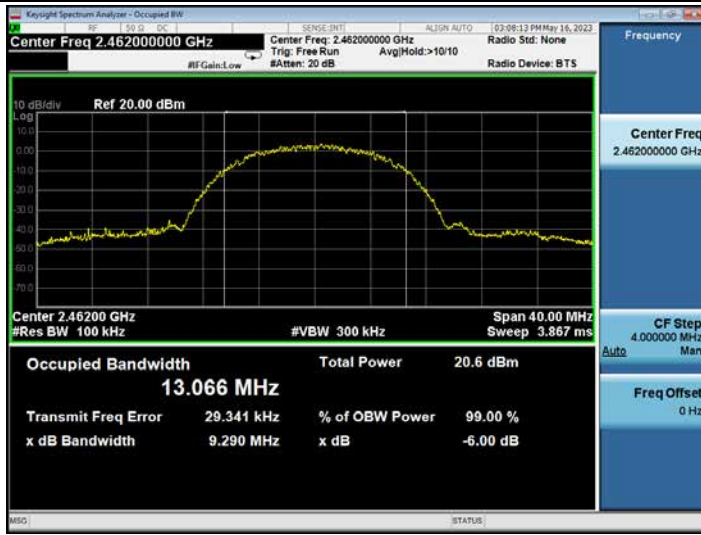 Keysight Spectrum Analyzer - Occupied BW
RF 50 Ω DC SENSE:INT ALIGN AUTO 03:08:13 PM May 16, 2023
Center Freq 2.462000000 GHz Center Freq: 2.462000000 GHz Radio Std: None Frequency
Trig: Free Run Avg|Hold:>10/10
#IFGain:Low #Atten: 20 dB Radio Device: BTS
10 dB/div Ref 20.00 dBm
Log
10.0
0.00
-10.0
-20.0
-30.0
-40.0
-50.0
-60.0
-70.0
Center Freq
2.462000000 GHz
Center 2.46200 GHz Span 40.00 MHz
#Res BW 100 kHz #VBW 300 kHz Sweep 3.867 ms
CF Step
4.000000 MHz
Auto Man
Occupied Bandwidth Total Power 20.6 dBm
13.066 MHz
Transmit Freq Error 29.341 kHz % of OBW Power 99.00 %
x dB Bandwidth 9.290 MHz x dB -6.00 dB
Freq Offset
0 Hz
MSG STATUS